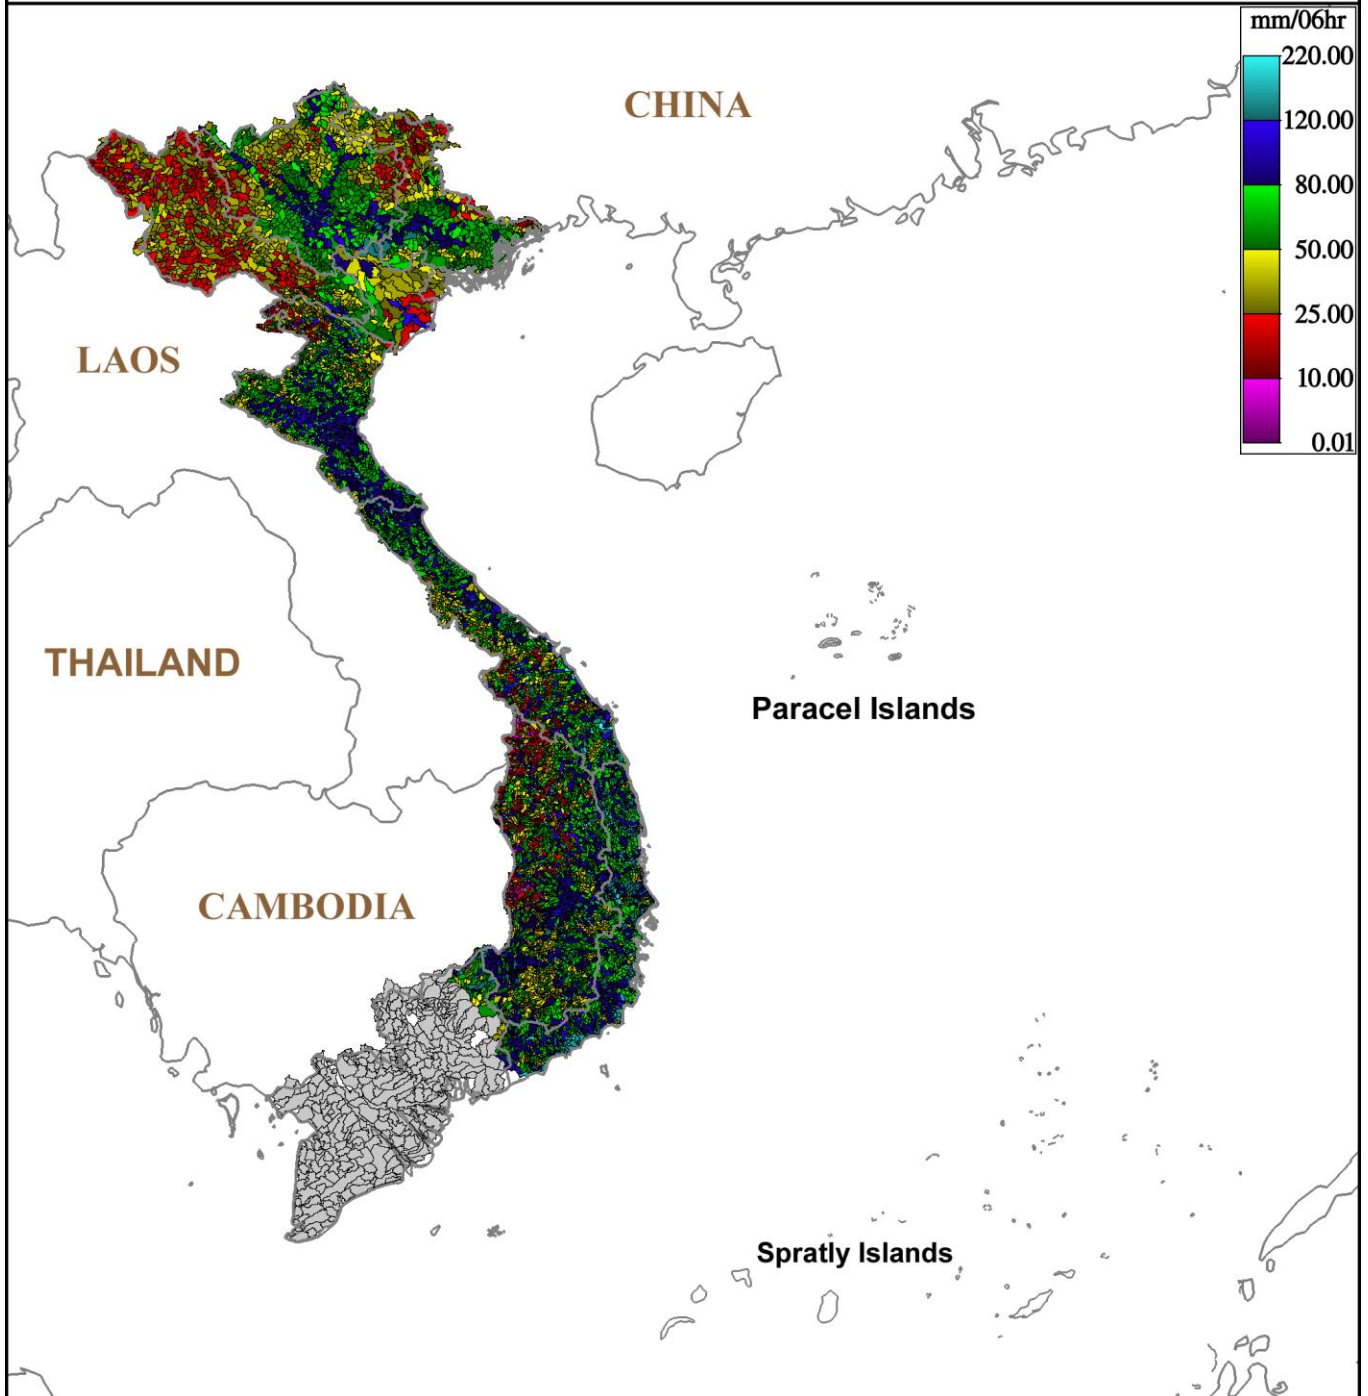 mm/06hr
220.00
120.00
80.00
50.00
25.00
10.00
0.01
CHINA
LAOS
THAILAND
Paracel Islands
CAMBODIA
Spratly Islands